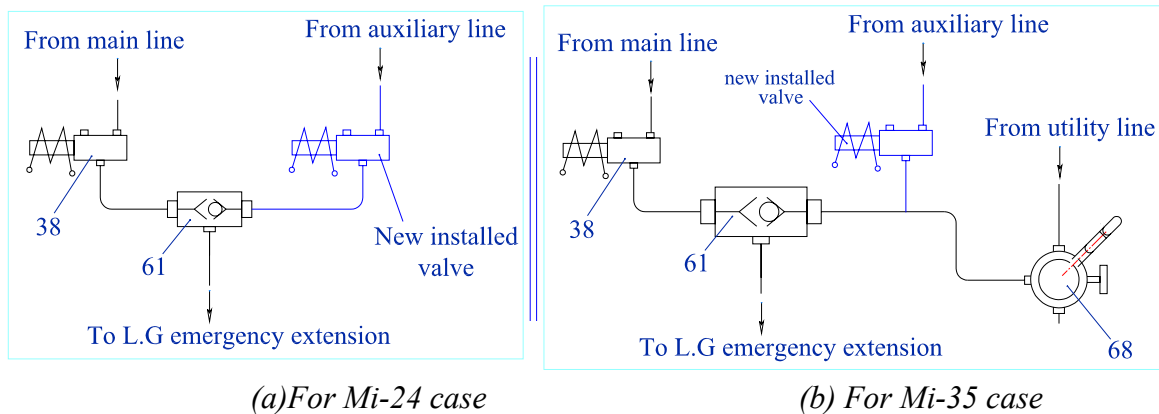 From main line
From auxiliary line
38
61
New installed
valve
To L.G emergency extension
From main line
From auxiliary line
new installed
valve
From utility line
38
61
To L.G emergency extension
68
(a)For Mi-24 case
(b) For Mi-35 case